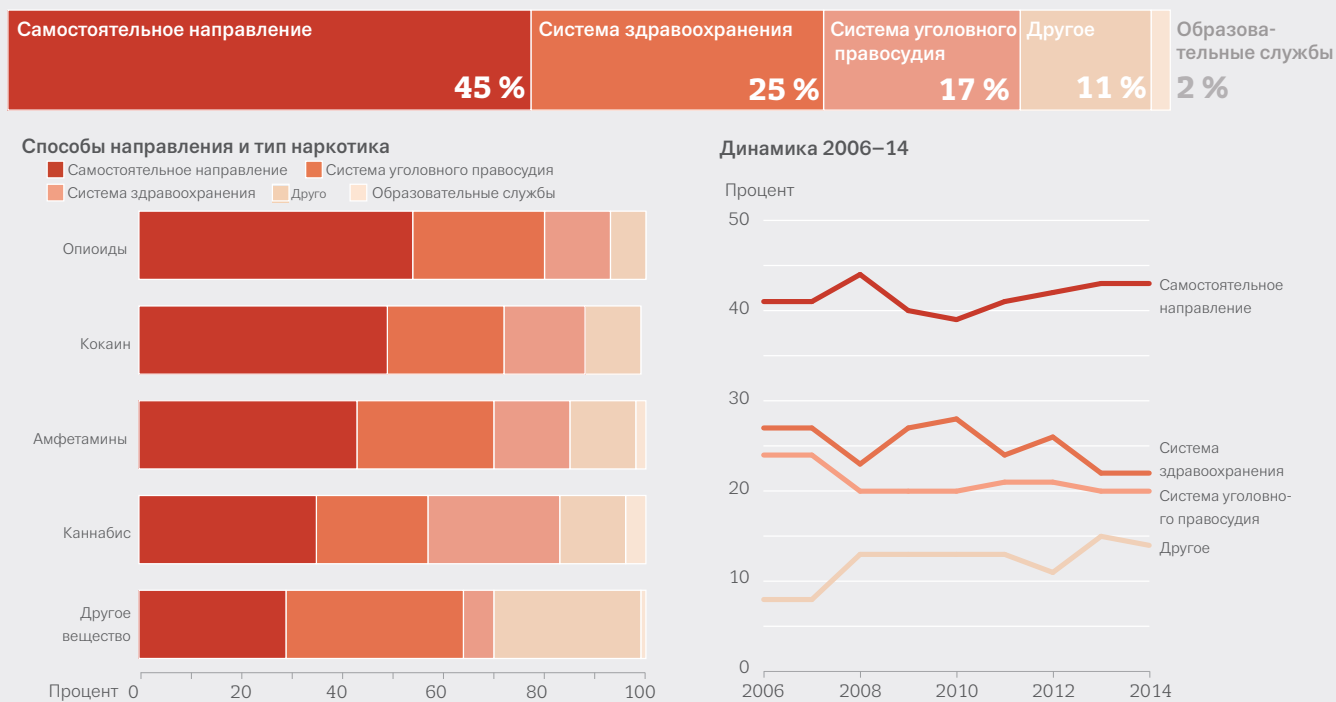 Самостоятельное направление
45 %
Система здравоохранения
25 %
Система уголовного
правосудия
17 %
Другое
11 %
Образова-
тельные службы
2 %
Способы направления и тип наркотика
Самостоятельное направление
Система уголовного правосудия
Система здравоохранения
Друго
Образовательные службы
Опиоиды
Кокаин
Амфетамины
Каннабис
Другое
вещество
Процент 0 20 40 60 80 100
Динамика 2006–14
Процент
50
40
30
20
10
0
2006 2008 2010 2012 2014
Самостоятельное
направление
Система
здравоохранения
Система уголовно-
го правосудия
Другое